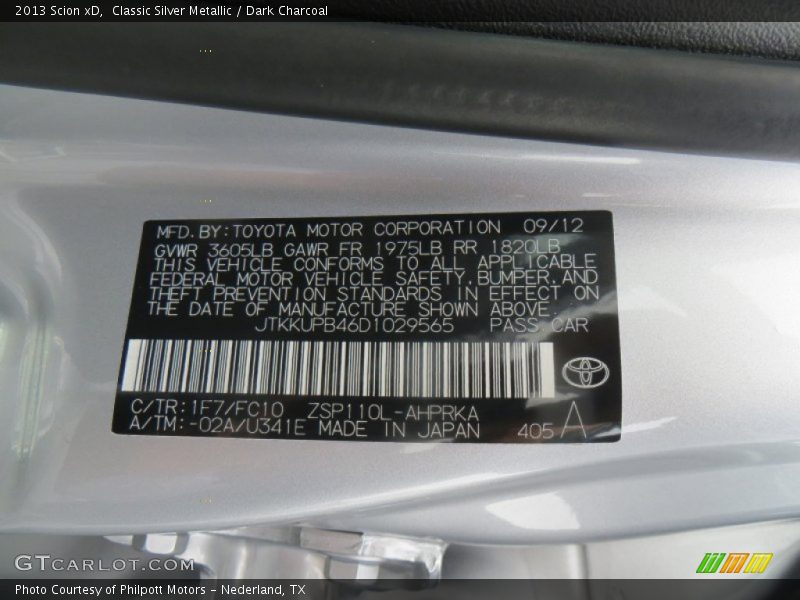 2013 Scion xD, Classic Silver Metallic / Dark Charcoal
MFD. BY: TOYOTA MOTOR CORPORATION 09/12
GVWR 3605LB GAWR FR 1975LB RR 1820LB
THIS VEHICLE CONFORMS TO ALL APPLICABLE
FEDERAL MOTOR VEHICLE SAFETY, BUMPER, AND
THEFT PREVENTION STANDARDS IN EFFECT ON
THE DATE OF MANUFACTURE SHOWN ABOVE.
JTKKUPB46D1029565 PASS. CAR
C/TR: 1F7/FC10 ZSP110L-AHPRKA
A/TM: -02A/U341E MADE IN JAPAN 405 A
GTCARLOT.COM
Photo Courtesy of Philpott Motors - Nederland, TX